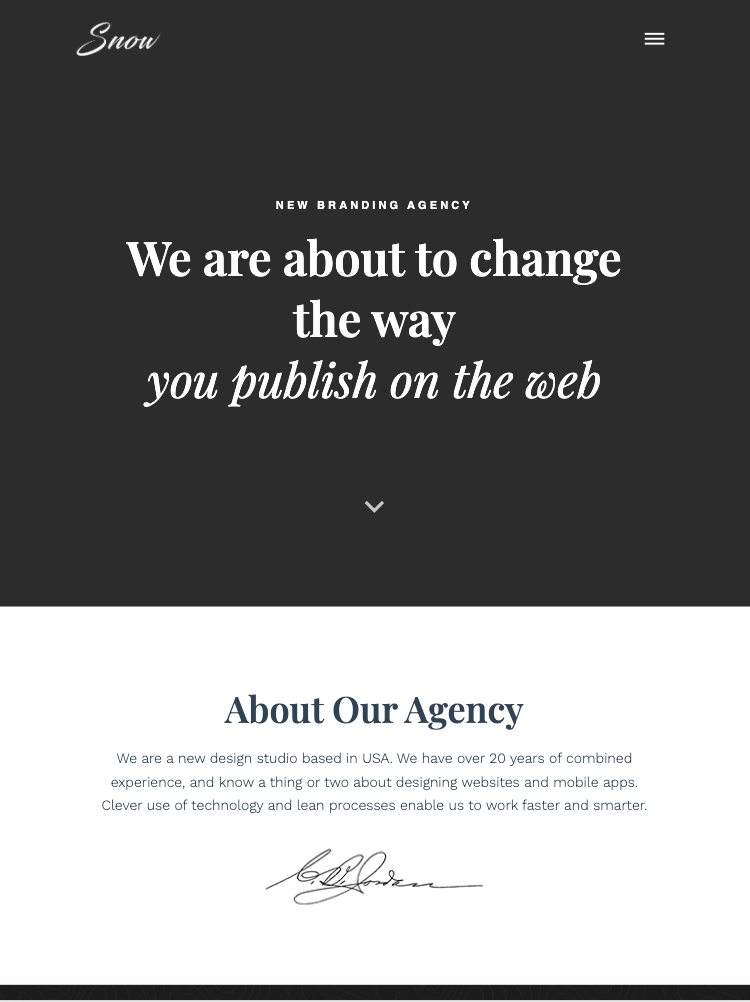 Snow
NEW BRANDING AGENCY
We are about to change
the way
you publish on the web
About Our Agency
We are a new design studio based in USA. We have over 20 years of combined
experience, and know a thing or two about designing websites and mobile apps.
Clever use of technology and lean processes enable us to work faster and smarter.